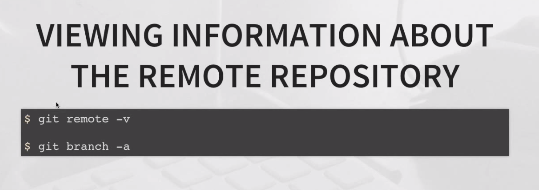 VIEWING INFORMATION ABOUT
THE REMOTE REPOSITORY
$ git remote -v
$ git branch -a